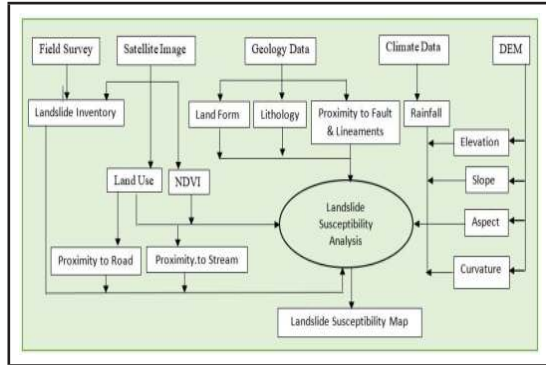 Field Survey
Satellite Image
Geology Data
Climate Data
DEM
Landslide Inventory
Land Form
Lithology
Proximity to Fault
& Lineaments
Rainfall
Elevation
Land Use
NDVI
Slope
Landslide
Susceptibility
Analysis
Aspect
Proximity to Road
Proximity.to Stream
Curvature
Landslide Susceptibility Map